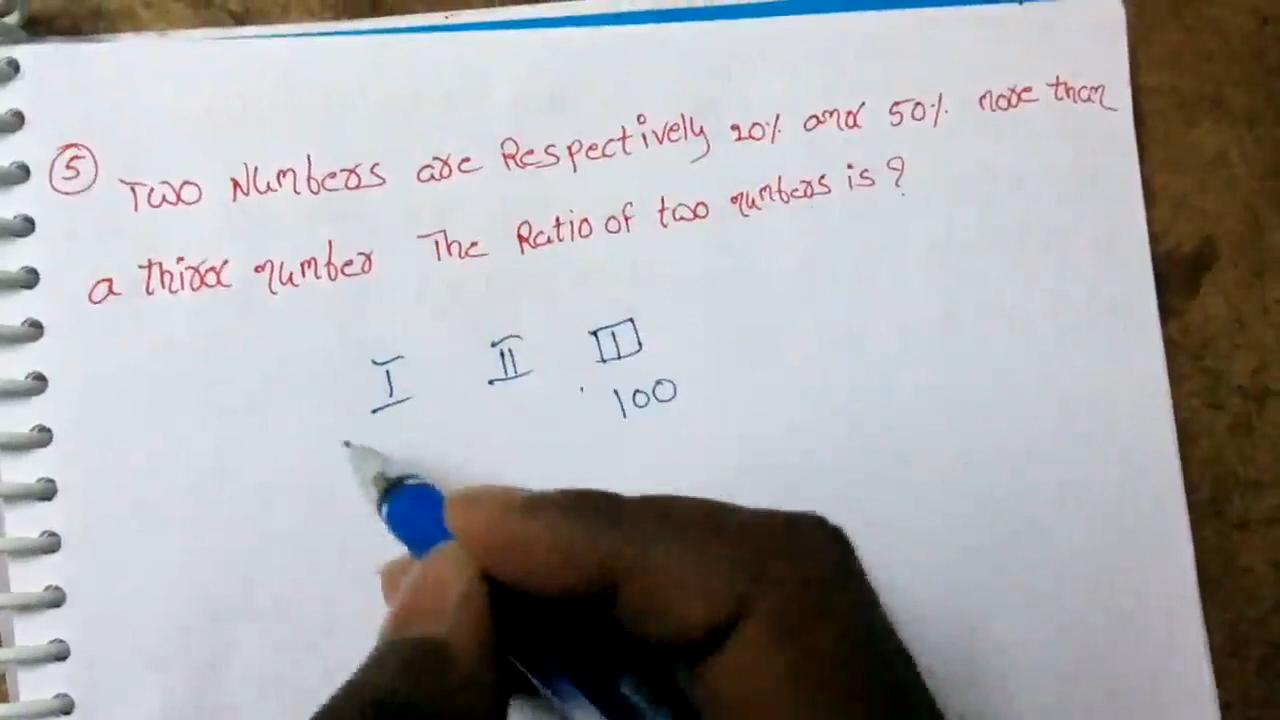 ⑤ Two Numbers are Respectively 20% and 50% more than
a third number The Ratio of two numbers is ?
I II III
100